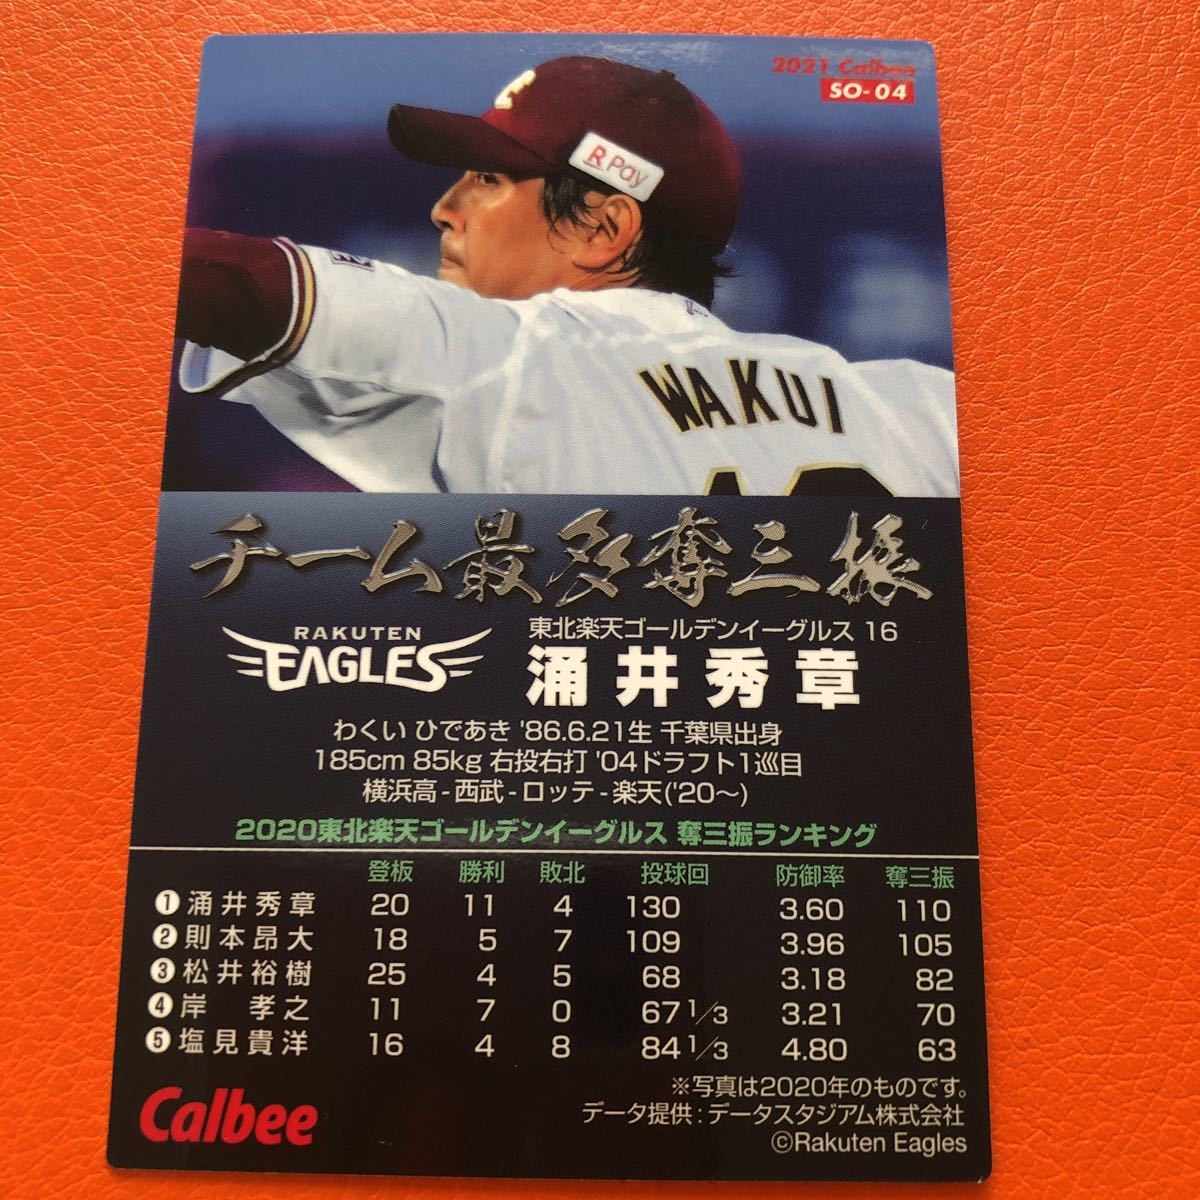 2021 Calbee
SO-04
E
R Pay
WAKUI
チーム最多奪三振
RAKUTEN
EAGLES
東北楽天ゴールデンイーグルス 16
涌井秀章
わくい ひであき '86.6.21生 千葉県出身
185cm 85kg 右投右打 '04ドラフト1巡目
横浜高-西武-ロッテ-楽天('20～)
2020東北楽天ゴールデンイーグルス 奪三振ランキング
登板 勝利 敗北 投球回 防御率 奪三振
❶涌井秀章 20 11 4 130 3.60 110
❷則本昂大 18 5 7 109 3.96 105
❸松井裕樹 25 4 5 68 3.18 82
❹岸 孝之 11 7 0 67 1/3 3.21 70
❺塩見貴洋 16 4 8 84 1/3 4.80 63
※写真は2020年のものです。
データ提供：データスタジアム株式会社
Calbee
©Rakuten Eagles